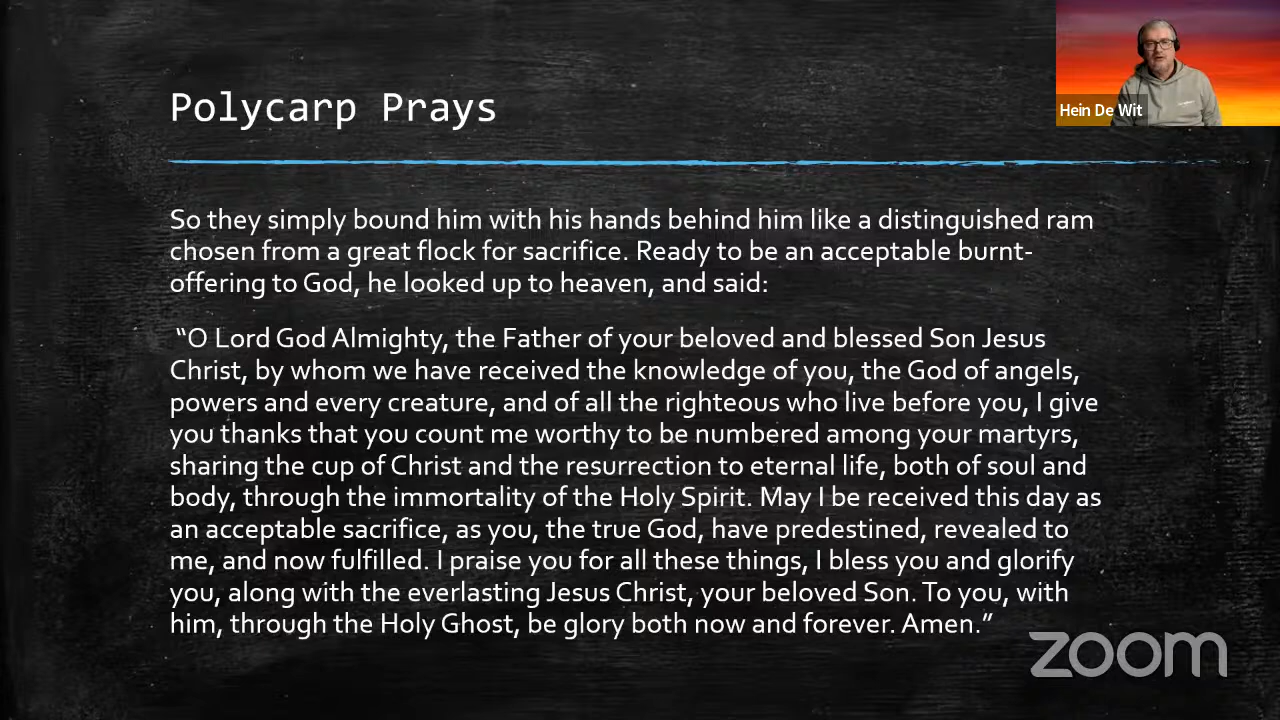 Polycarp Prays
Hein De Wit
So they simply bound him with his hands behind him like a distinguished ram
chosen from a great flock for sacrifice. Ready to be an acceptable burnt-
offering to God, he looked up to heaven, and said:
“O Lord God Almighty, the Father of your beloved and blessed Son Jesus
Christ, by whom we have received the knowledge of you, the God of angels,
powers and every creature, and of all the righteous who live before you, I give
you thanks that you count me worthy to be numbered among your martyrs,
sharing the cup of Christ and the resurrection to eternal life, both of soul and
body, through the immortality of the Holy Spirit. May I be received this day as
an acceptable sacrifice, as you, the true God, have predestined, revealed to
me, and now fulfilled. I praise you for all these things, I bless you and glorify
you, along with the everlasting Jesus Christ, your beloved Son. To you, with
him, through the Holy Ghost, be glory both now and forever. Amen.”
zoom